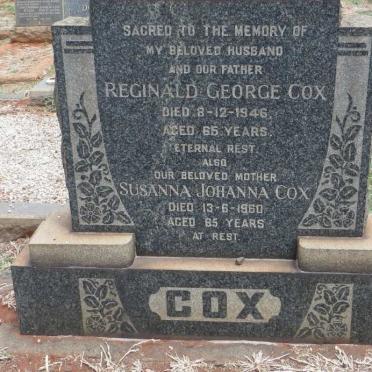 SACRED TO THE MEMORY OF
MY BELOVED HUSBAND
AND OUR FATHER
REGINALD GEORGE COX
DIED 8-12-1946,
AGED 65 YEARS.
ETERNAL REST.
ALSO
OUR BELOVED MOTHER
SUSANNA JOHANNA COX
DIED 13-6-1960
AGED 65 YEARS
AT REST
COX